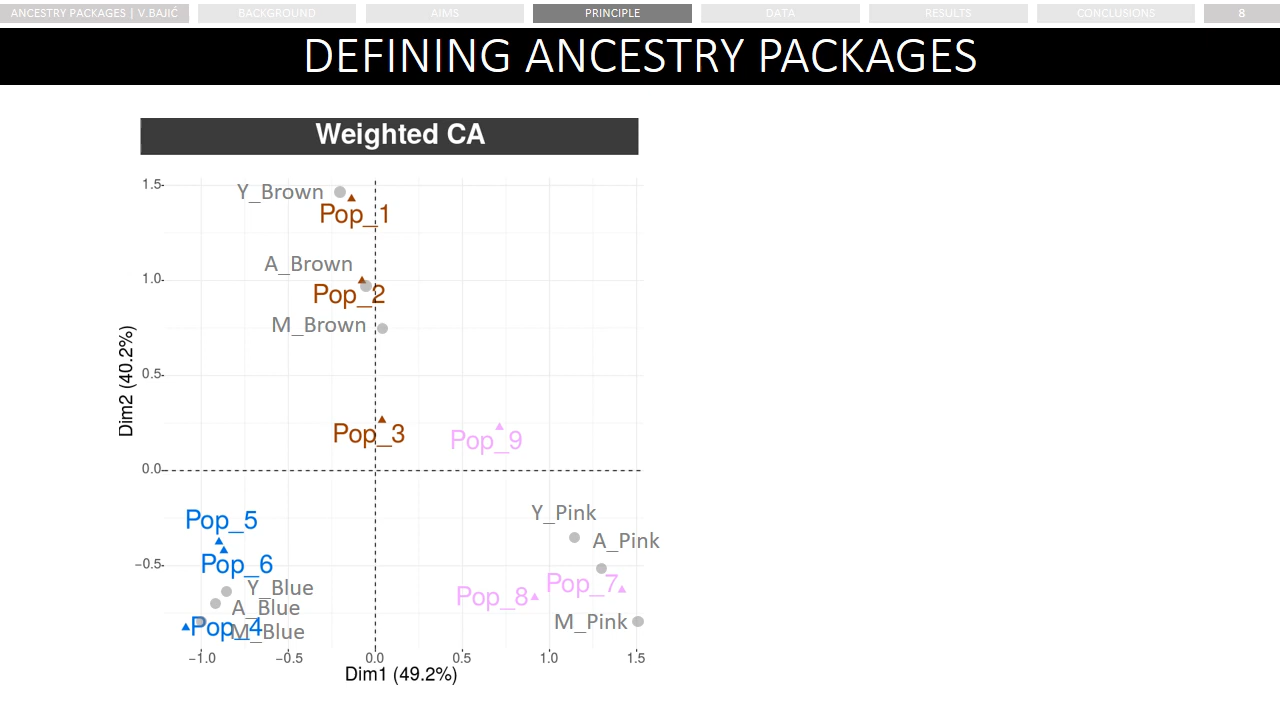 ANCESTRY PACKAGES | V.BAJIĆ BACKGROUND AIMS PRINCIPLE DATA RESULTS CONCLUSIONS 8
DEFINING ANCESTRY PACKAGES
Weighted CA
1.5
Y_Brown
Pop_1
A_Brown
1.0
Pop_2
M_Brown
Dim2 (40.2%)
0.5
Pop_3
Pop_9
0.0
Y_Pink
Pop_5
A_Pink
−0.5
Pop_6
Pop_7
Y_Blue
Pop_8
A_Blue
M_Pink
Pop_4
M_Blue
−1.0 −0.5 0.0 0.5 1.0 1.5
Dim1 (49.2%)